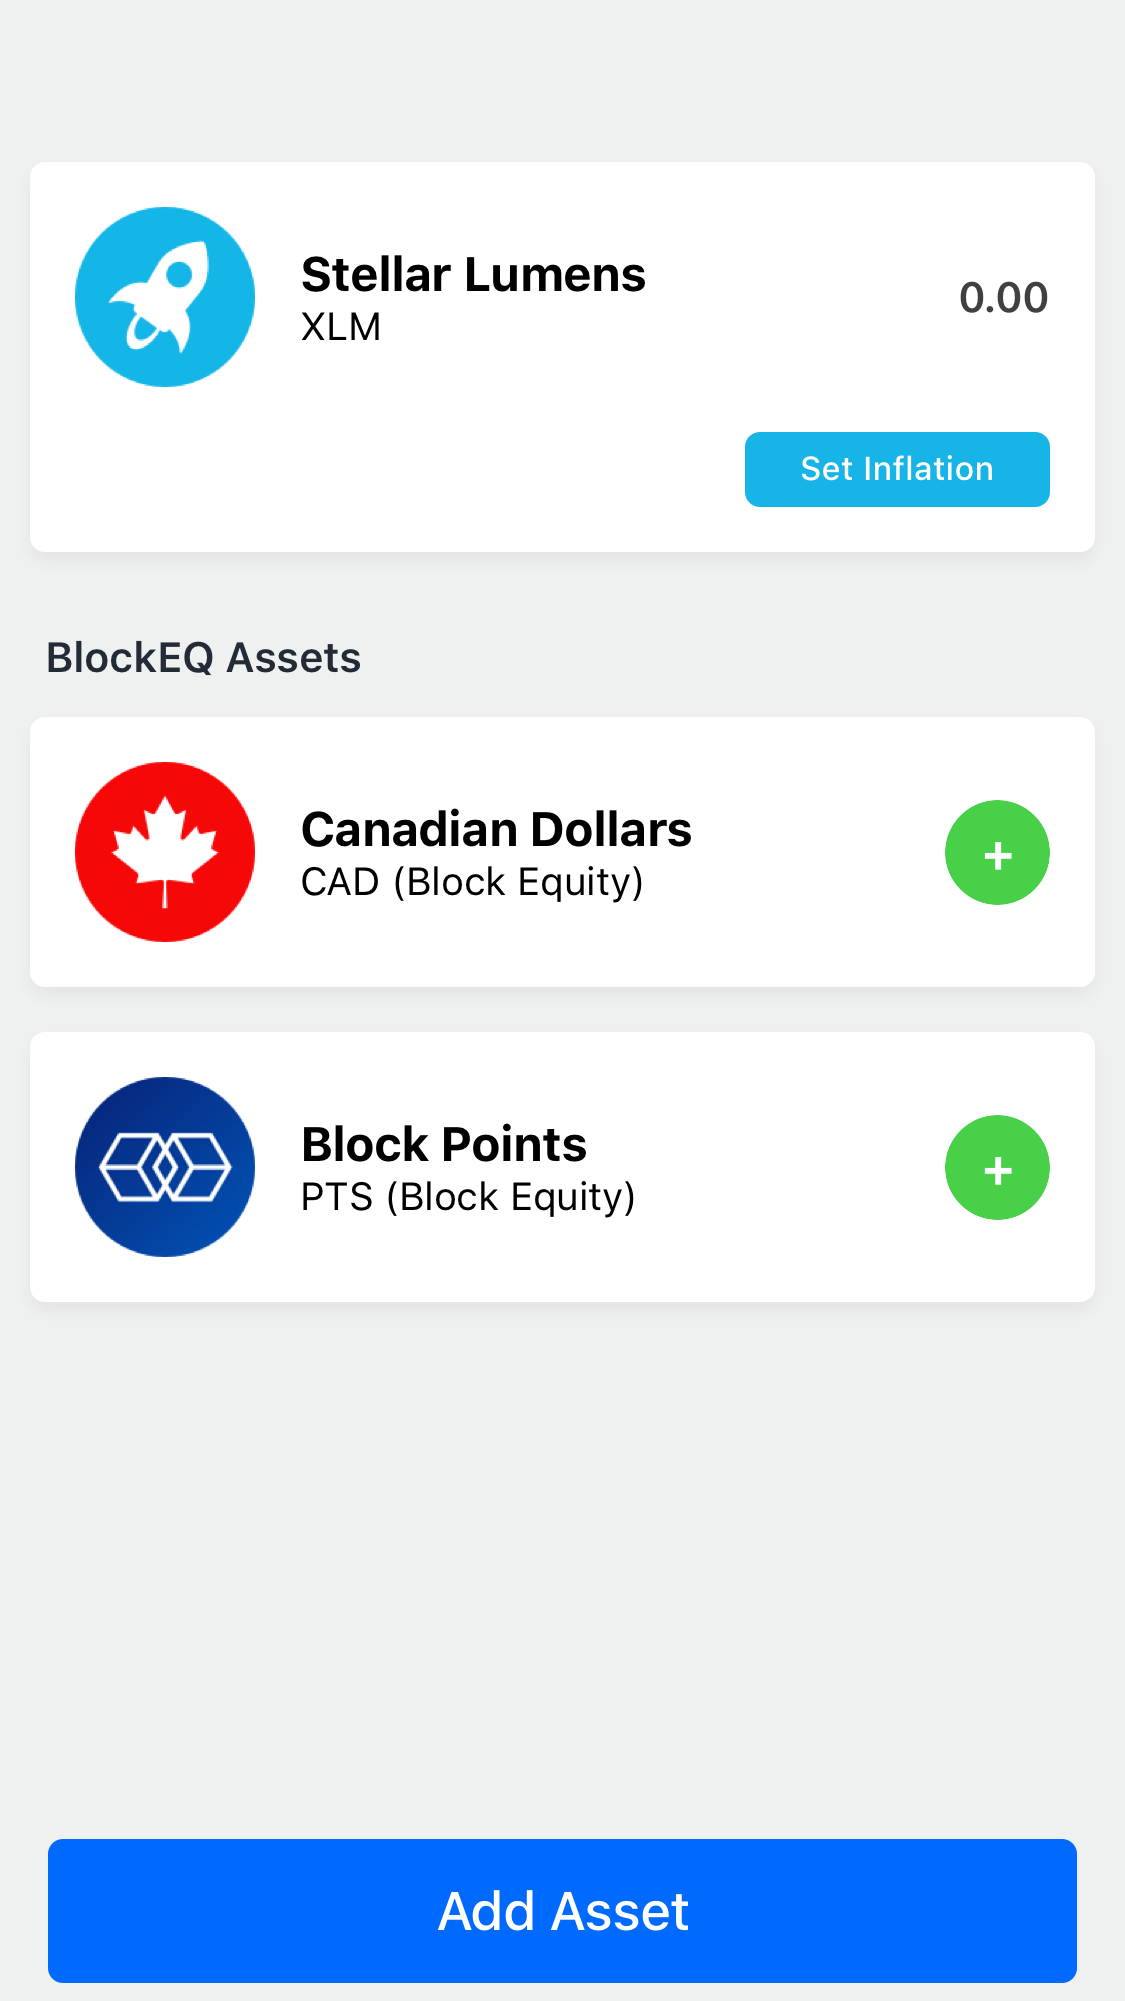 Stellar Lumens
XLM
0.00
Set Inflation
BlockEQ Assets
Canadian Dollars
CAD (Block Equity)
+
Block Points
PTS (Block Equity)
+
Add Asset